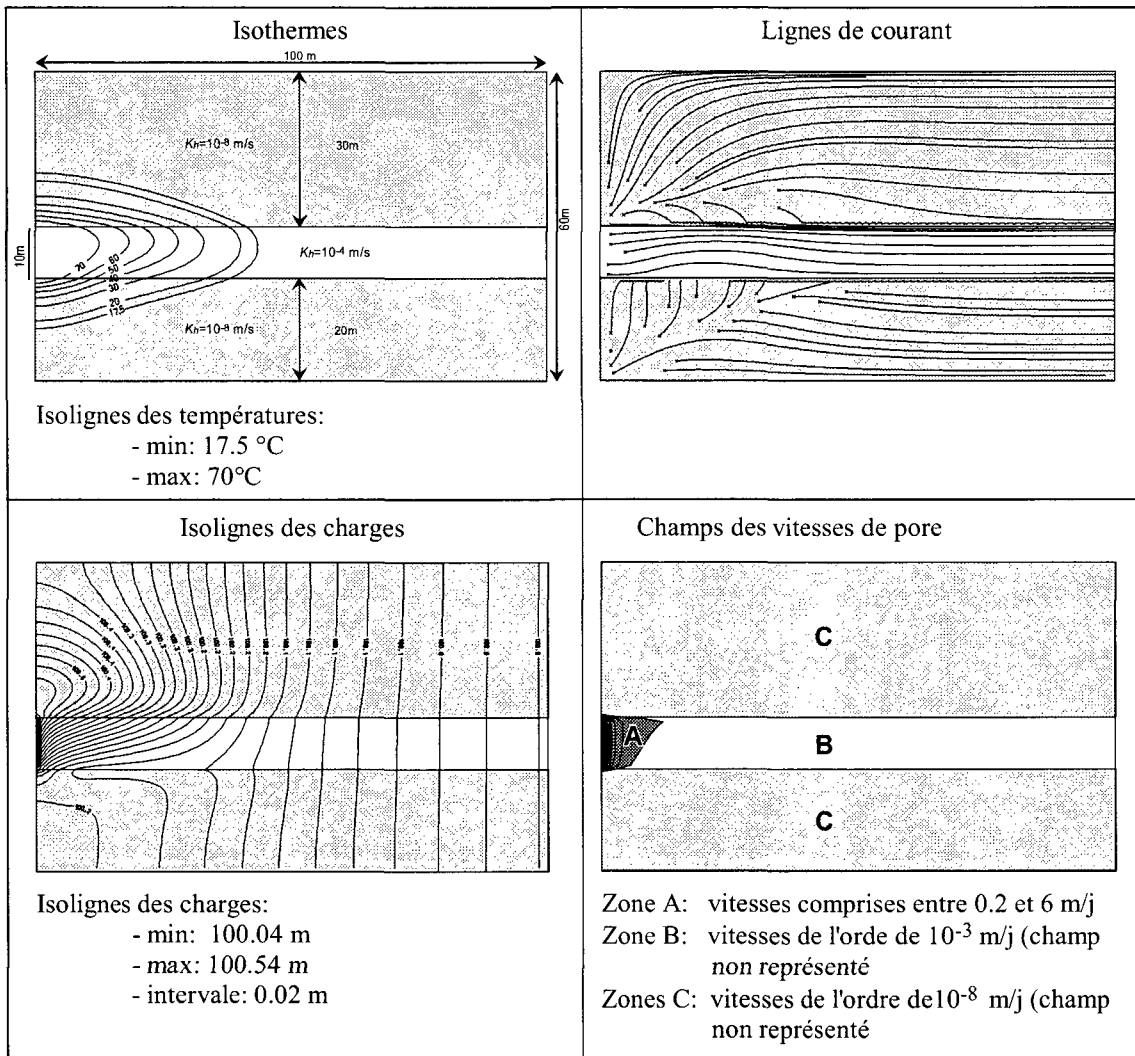 Isothermes
100 m
Kh=10-8 m/s
30m
60m
10m
Kh=10-4 m/s
70
60
50
30
20
17.5
Kh=10-8 m/s
20m
Isolignes des températures:
- min: 17.5 °C
- max: 70°C
Lignes de courant
Isolignes des charges
Isolignes des charges:
- min: 100.04 m
- max: 100.54 m
- intervale: 0.02 m
Champs des vitesses de pore
C
A
B
C
Zone A: vitesses comprises entre 0.2 et 6 m/j
Zone B: vitesses de l'orde de 10-3 m/j (champ
non représenté
Zones C: vitesses de l'ordre de10-8 m/j (champ
non représenté